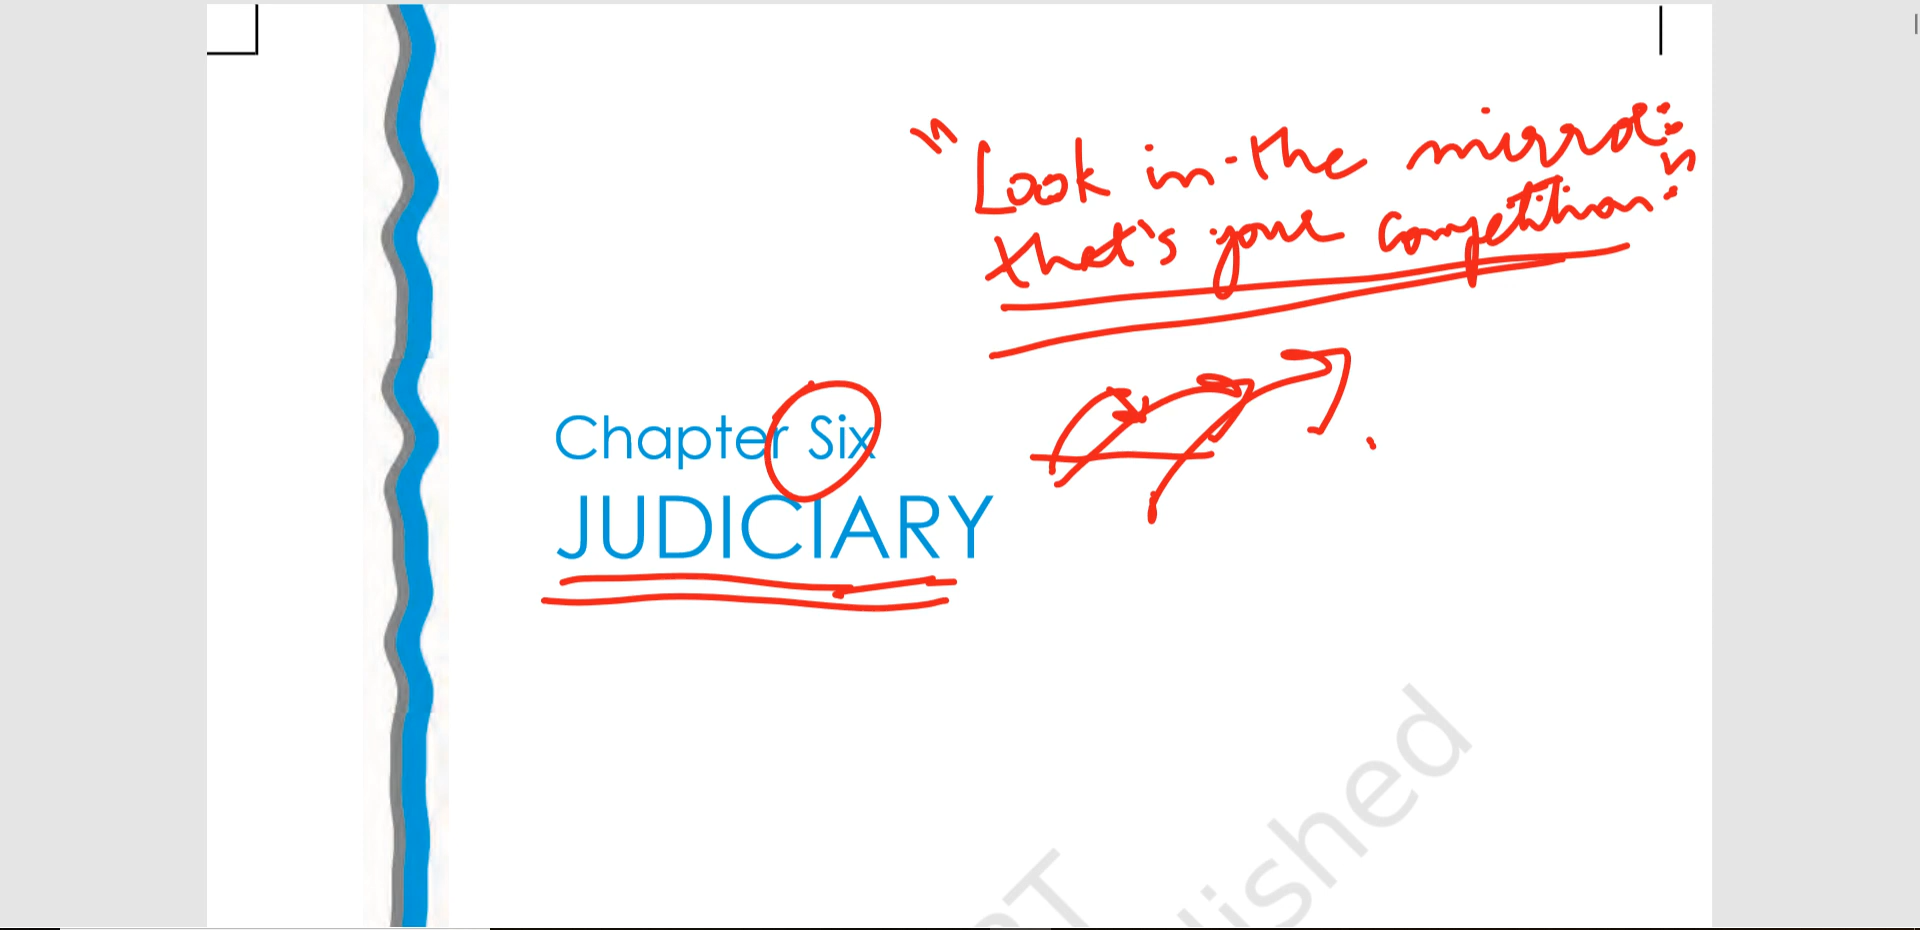 "Look in the mirror
that's your competition"
Chapter Six
JUDICIARY